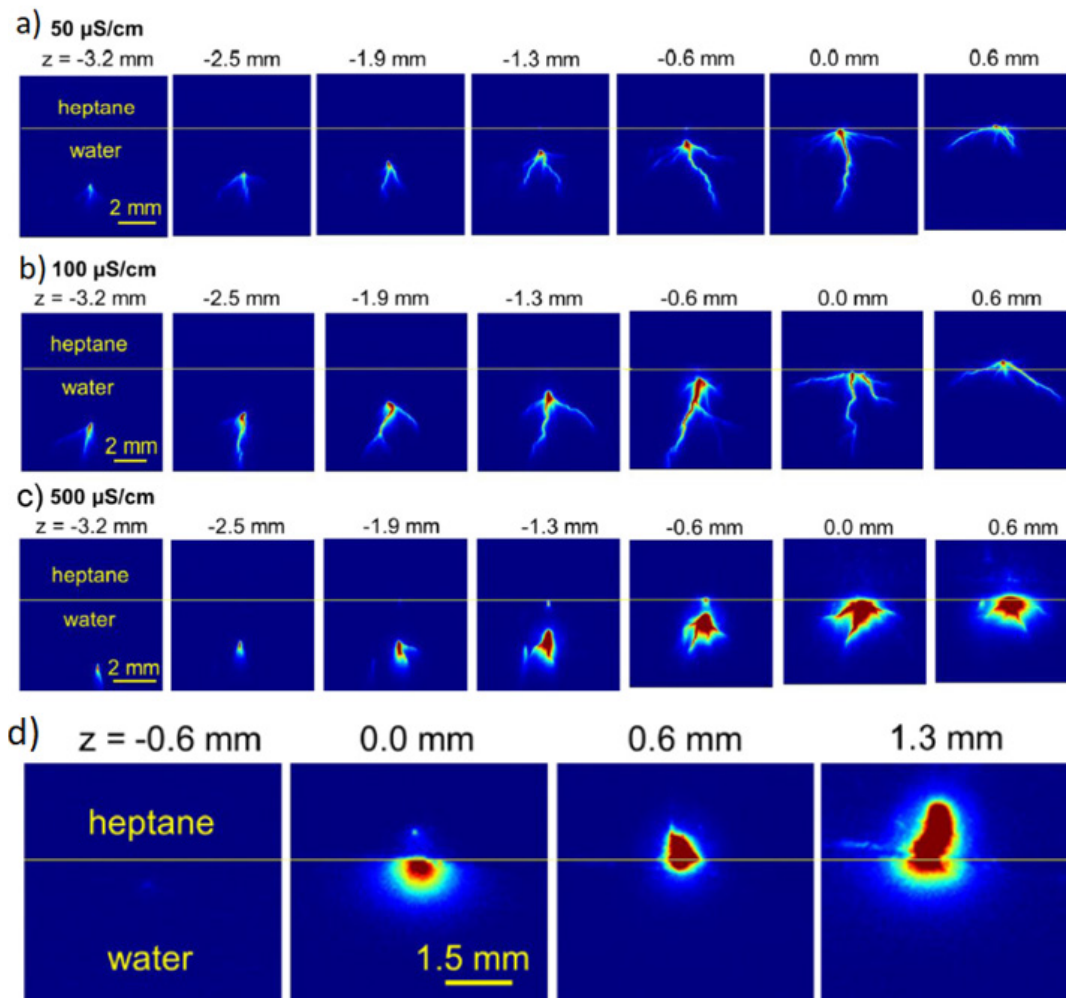 a) 50 µS/cm
z = -3.2 mm -2.5 mm -1.9 mm -1.3 mm -0.6 mm 0.0 mm 0.6 mm
heptane
water
2 mm
b) 100 µS/cm
z = -3.2 mm -2.5 mm -1.9 mm -1.3 mm -0.6 mm 0.0 mm 0.6 mm
heptane
water
2 mm
c) 500 µS/cm
z = -3.2 mm -2.5 mm -1.9 mm -1.3 mm -0.6 mm 0.0 mm 0.6 mm
heptane
water
2 mm
d) z = -0.6 mm 0.0 mm 0.6 mm 1.3 mm
heptane
water
1.5 mm